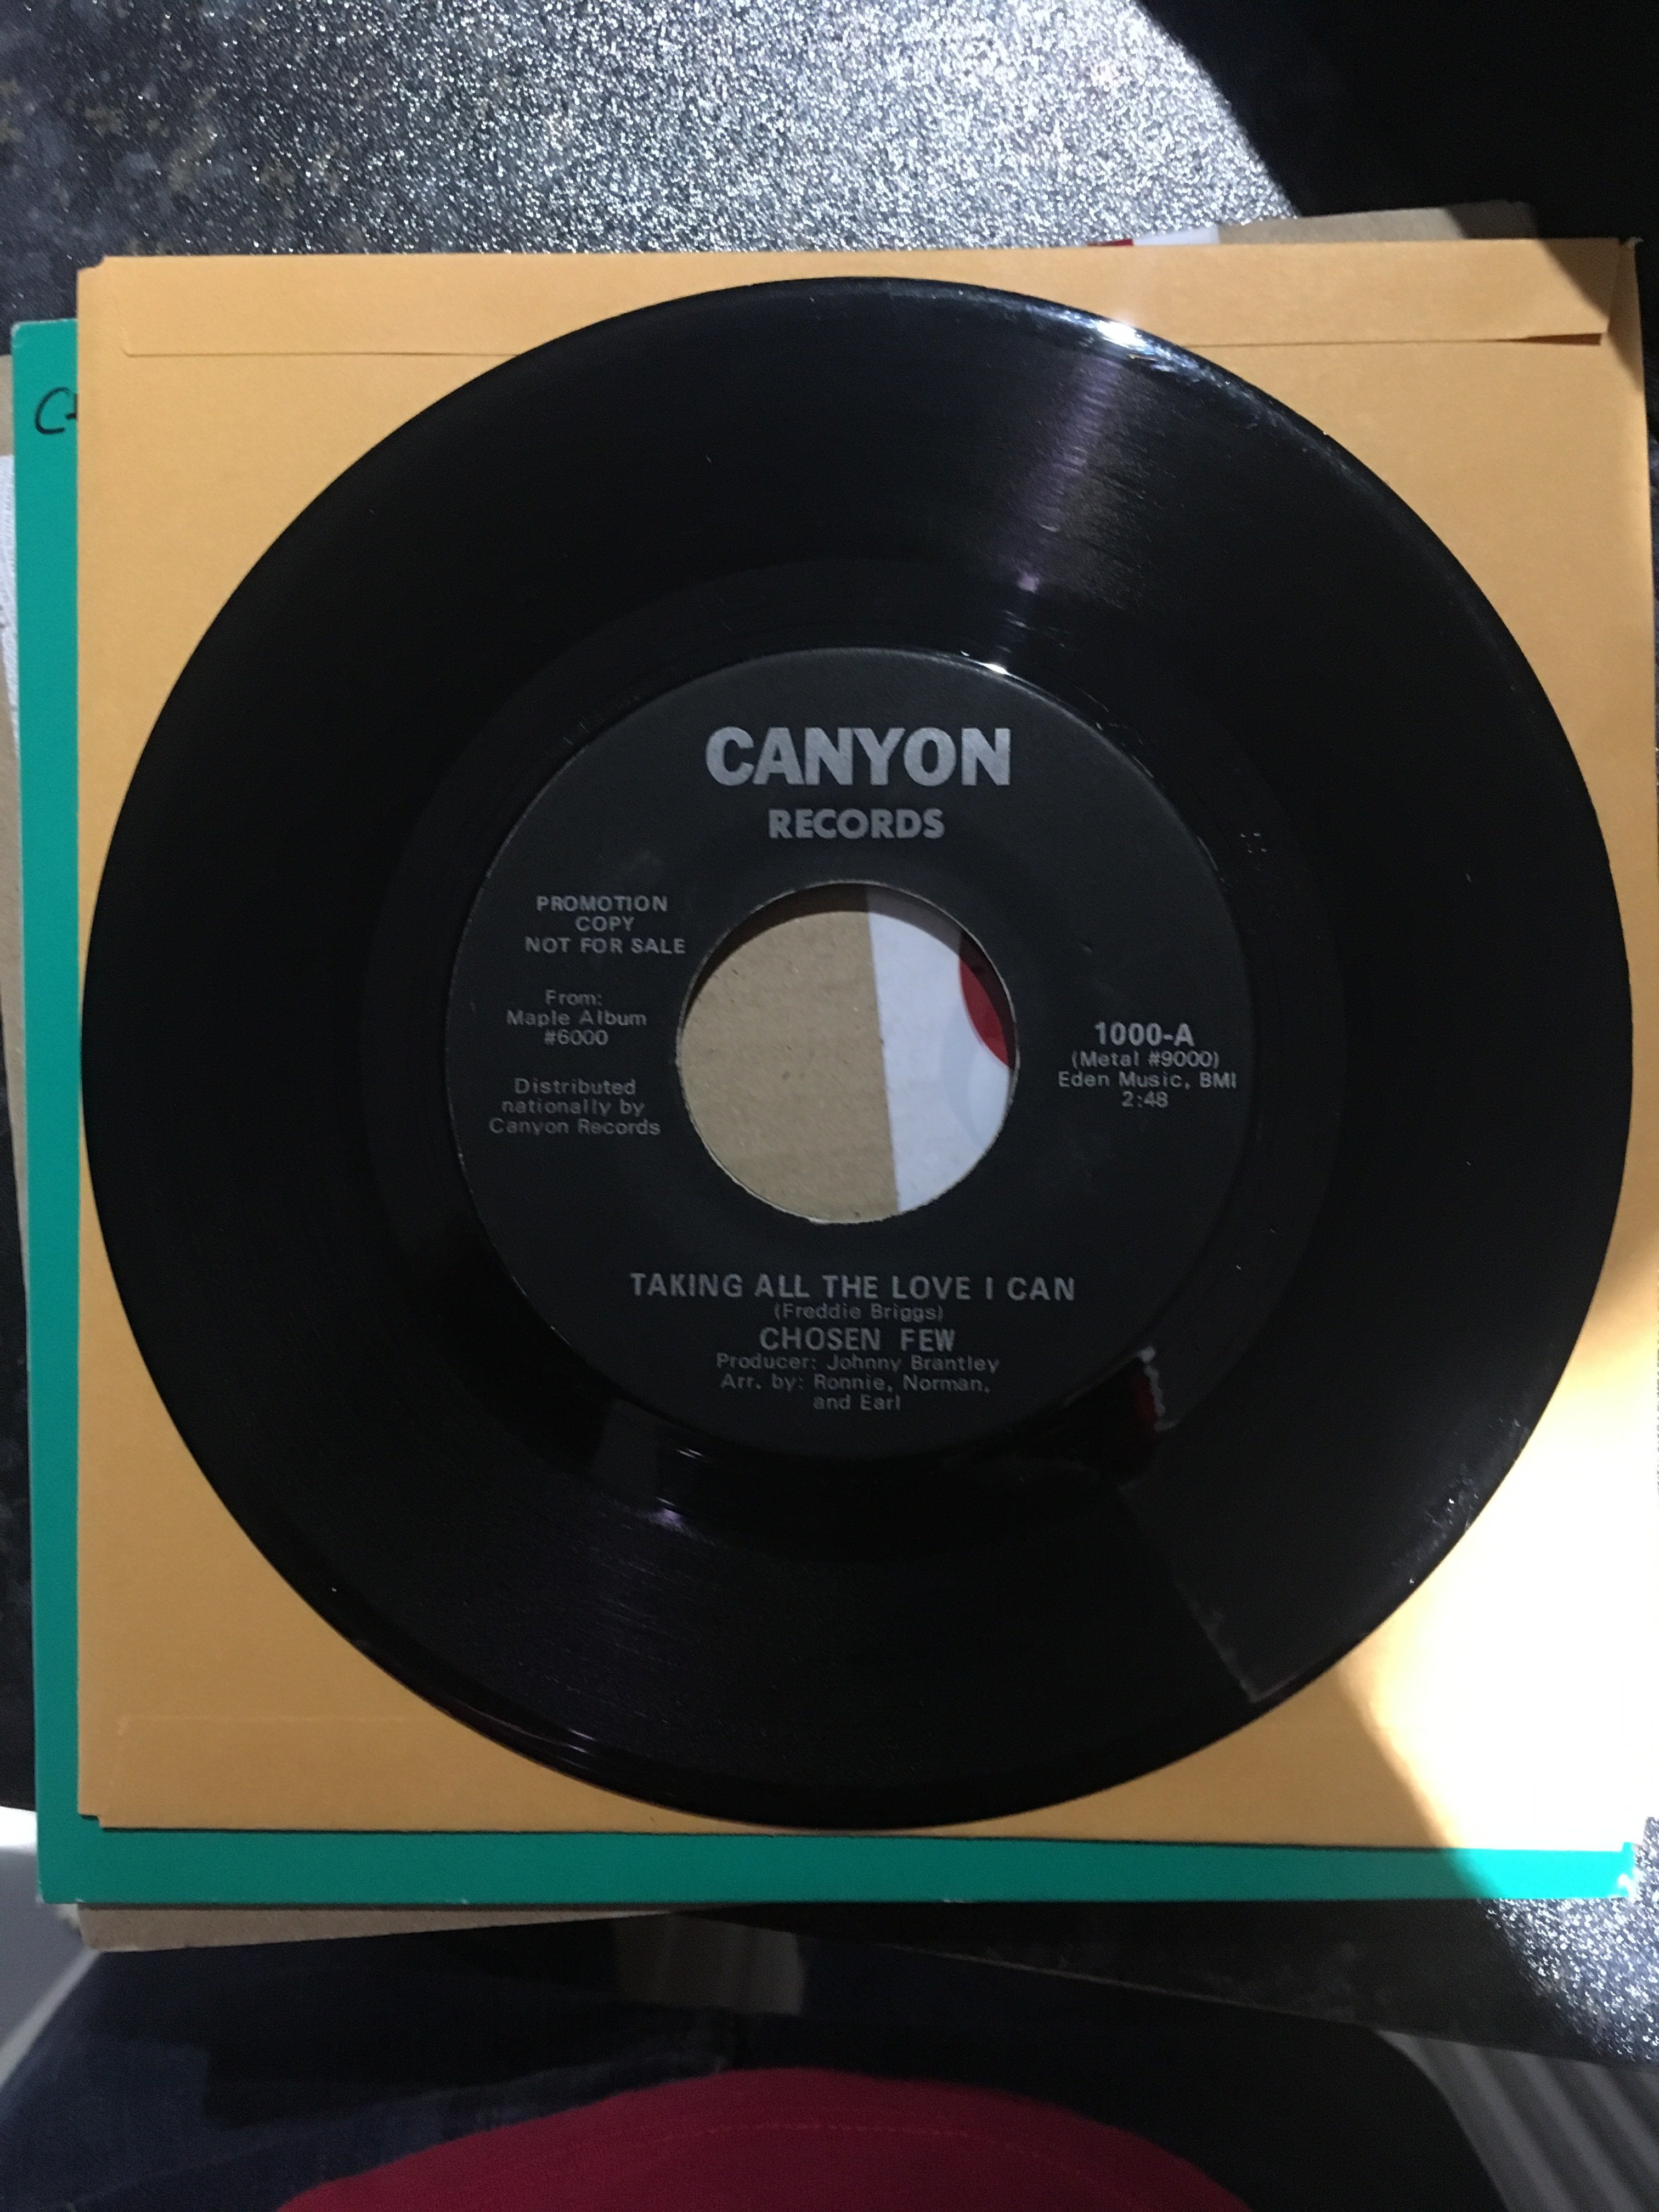 C
CANYON
RECORDS
PROMOTION
COPY
NOT FOR SALE
From:
Maple Album
#6000
Distributed
nationally by
Canyon Records
1000-A
(Metal #9000)
Eden Music, BMI
2:48
TAKING ALL THE LOVE I CAN
(Freddie Briggs)
CHOSEN FEW
Producer: Johnny Brantley
Arr. by: Ronnie, Norman,
and Earl